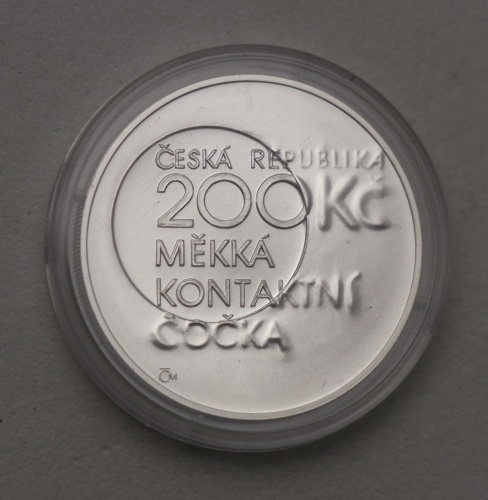 ČESKÁ REPUBLIKA
200 KČ
MĚKKÁ
KONTAKTNÍ
ČOČKA
ČM